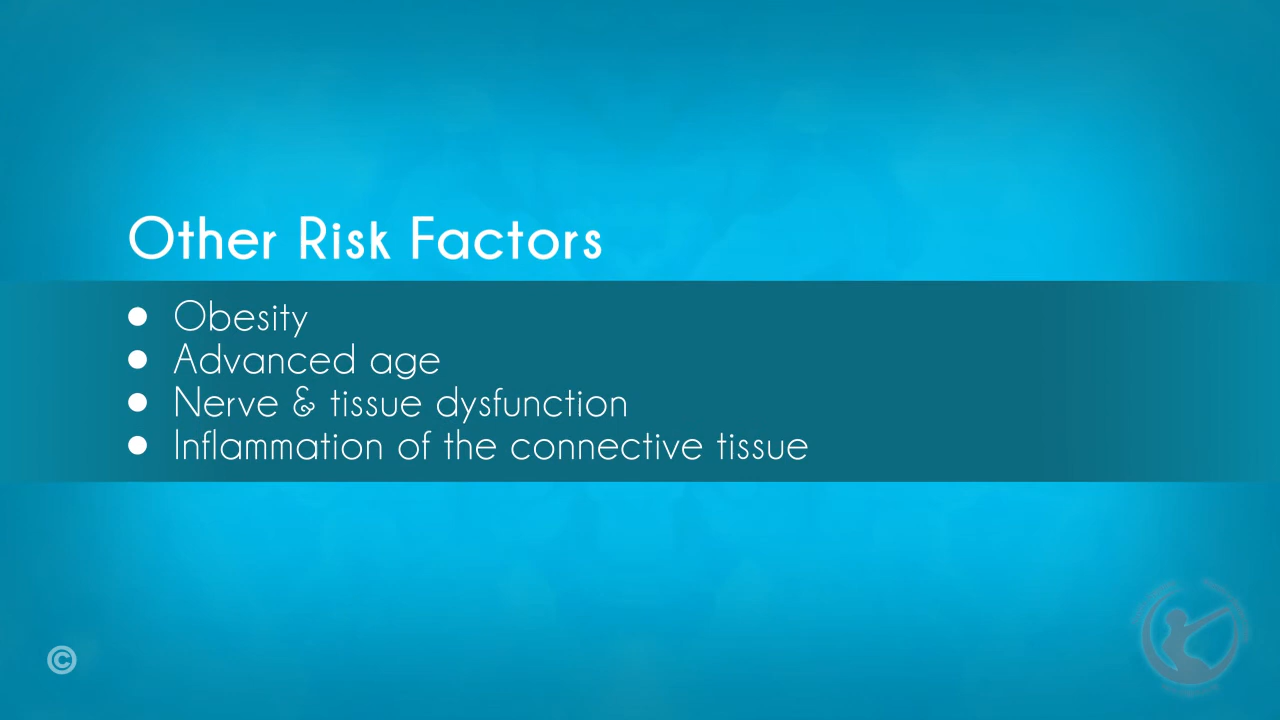 Other Risk Factors
● Obesity
● Advanced age
● Nerve & tissue dysfunction
● Inflammation of the connective tissue
©